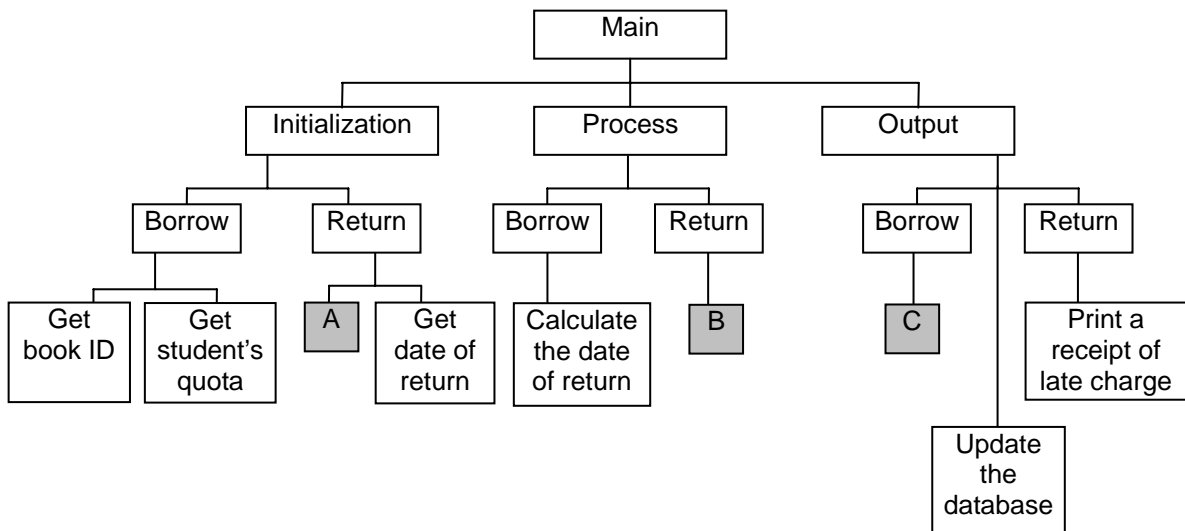 Main
Initialization
Process
Output
Borrow
Return
Borrow
Return
Borrow
Return
Get
book ID
Get
student's
quota
A
Get
date of
return
Calculate
the date
of return
B
C
Print a
receipt of
late charge
Update
the
database